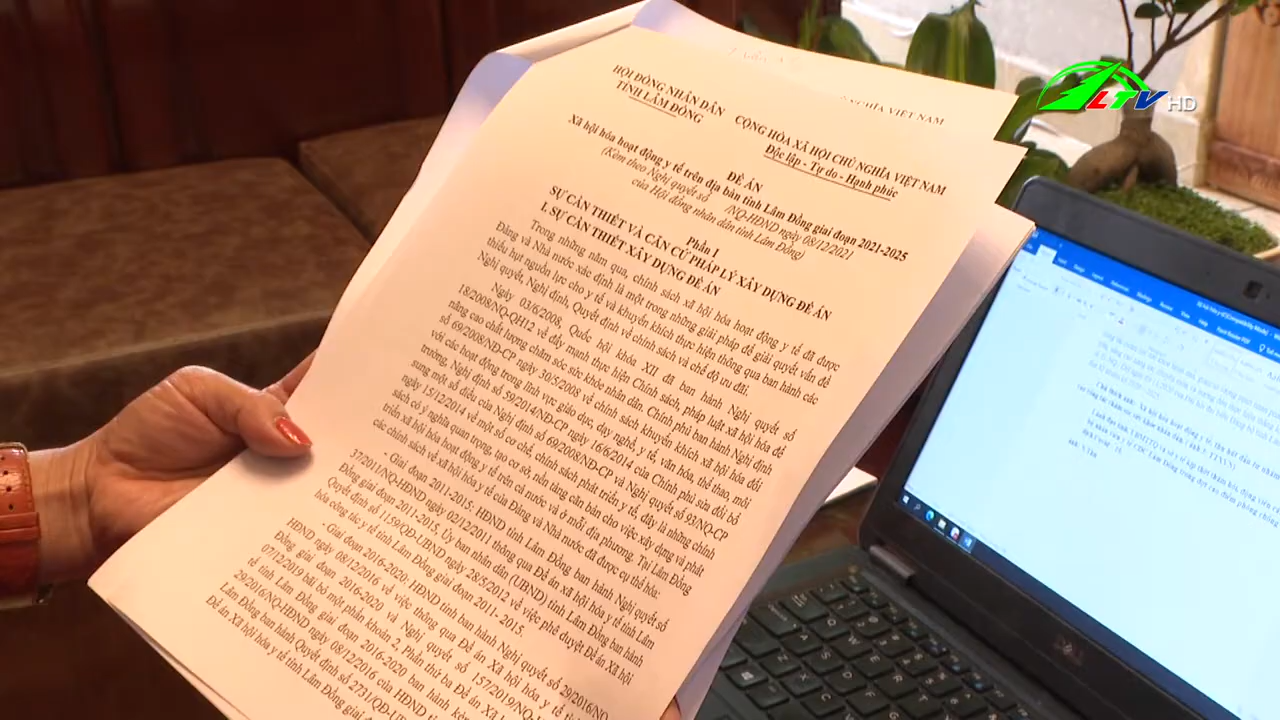 LTV HD
NGHĨA VIỆT NAM
HỘI ĐỒNG NHÂN DÂN
TỈNH LÂM ĐỒNG
CỘNG HÒA XÃ HỘI CHỦ NGHĨA VIỆT NAM
Độc lập - Tự do - Hạnh phúc
ĐỀ ÁN
Xã hội hóa hoạt động y tế trên địa bàn tỉnh Lâm Đồng giai đoạn 2021-2025
(Kèm theo Nghị quyết số /NQ-HĐND ngày 08/12/2021
của Hội đồng nhân dân tỉnh Lâm Đồng)
Phần I
SỰ CẦN THIẾT VÀ CĂN CỨ PHÁP LÝ XÂY DỰNG ĐỀ ÁN
I. SỰ CẦN THIẾT XÂY DỰNG ĐỀ ÁN
Trong những năm qua, chính sách xã hội hóa hoạt động y tế đã được
Đảng và Nhà nước xác định là một trong những giải pháp để giải quyết vấn đề
thiếu hụt nguồn lực cho y tế và khuyến khích thực hiện thông qua ban hành các
Nghị quyết, Nghị định, Quyết định về chính sách và chế độ ưu đãi.
Ngày 03/6/2008, Quốc hội khóa XII đã ban hành Nghị quyết số
18/2008/NQ-QH12 về đẩy mạnh thực hiện Chính sách, pháp luật xã hội hóa để
nâng cao chất lượng chăm sóc sức khỏe nhân dân. Chính phủ ban hành Nghị định
số 69/2008/NĐ-CP ngày 30/5/2008 về chính sách khuyến khích xã hội hóa đối
với các hoạt động trong lĩnh vực giáo dục, dạy nghề, y tế, văn hóa, thể thao, môi
trường, Nghị định số 59/2014/NĐ-CP ngày 16/6/2014 của Chính phủ sửa đổi bổ
sung một số điều của Nghị định số 69/2008/NĐ-CP và Nghị quyết số 93/NQ-CP
ngày 15/12/2014 về một số cơ chế, chính sách phát triển y tế, đây là những chính
sách có ý nghĩa quan trọng, tạo cơ sở, nền tảng căn bản cho việc xây dựng và phát
triển xã hội hóa hoạt động y tế trên cả nước và ở mỗi địa phương. Tại Lâm Đồng
các chính sách về xã hội hóa y tế của Đảng và Nhà nước đã được cụ thể hóa:
- Giai đoạn 2011-2015: HĐND tỉnh Lâm Đồng ban hành Nghị quyết số
37/2011/NQ-HĐND ngày 02/12/2011 thông qua Đề án xã hội hóa y tế tỉnh Lâm
Đồng giai đoạn 2011-2015, Ủy ban nhân dân (UBND) tỉnh Lâm Đồng ban hành
Quyết định số 1159/QĐ-UBND ngày 28/5/2012 về việc phê duyệt Đề án Xã hội
hóa công tác y tế tỉnh Lâm Đồng giai đoạn 2011- 2015.
- Giai đoạn 2016-2020: HĐND tỉnh ban hành Nghị quyết số 29/2016/NQ
HĐND ngày 08/12/2016 về việc thông qua Đề án Xã hội hóa y tế tỉnh
Đồng giai đoạn 2016-2020 và Nghị quyết số 157/2019/NQ-H
07/12/2019 bãi bỏ một phần khoản 2, Phần thứ ba Đề án Xã hội
tế tỉnh Lâm Đồng giai đoạn 2016-2020 ban hành kèm
29/2016/NQ-HĐND ngày 08/12/2016 của HĐND t
Lâm Đồng ban hành Quyết định số 2731/QĐ-UB
Đề án Xã hội hóa y tế tỉnh Lâm Đồng giai đ